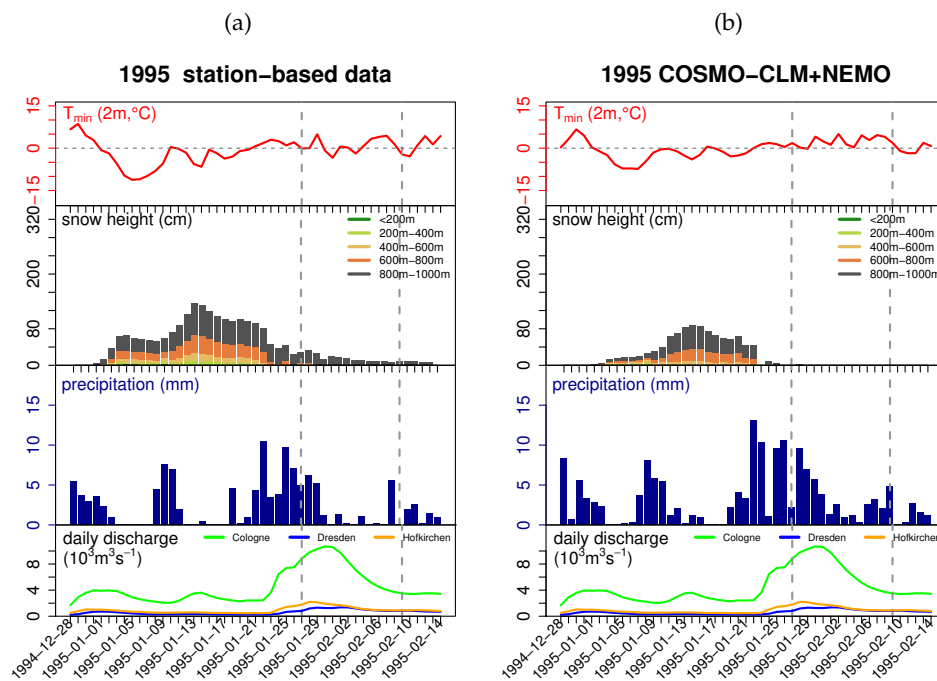 (a)
1995 station−based data
Tmin (2m,°C)
−15 0 15
snow height (cm)
0 80 200 320
<200m
200m−400m
400m−600m
600m−800m
800m−1000m
precipitation (mm)
0 5 10 15
daily discharge
(10³m³s⁻¹)
Cologne Dresden Hofkirchen
0 4 8
1994−12−28
1995−01−01
1995−01−05
1995−01−09
1995−01−13
1995−01−17
1995−01−21
1995−01−25
1995−01−29
1995−02−02
1995−02−06
1995−02−10
1995−02−14
(b)
1995 COSMO−CLM+NEMO
Tmin (2m,°C)
−15 0 15
snow height (cm)
0 80 200 320
<200m
200m−400m
400m−600m
600m−800m
800m−1000m
precipitation (mm)
0 5 10 15
daily discharge
(10³m³s⁻¹)
Cologne Dresden Hofkirchen
0 4 8
1994−12−28
1995−01−01
1995−01−05
1995−01−09
1995−01−13
1995−01−17
1995−01−21
1995−01−25
1995−01−29
1995−02−02
1995−02−06
1995−02−10
1995−02−14